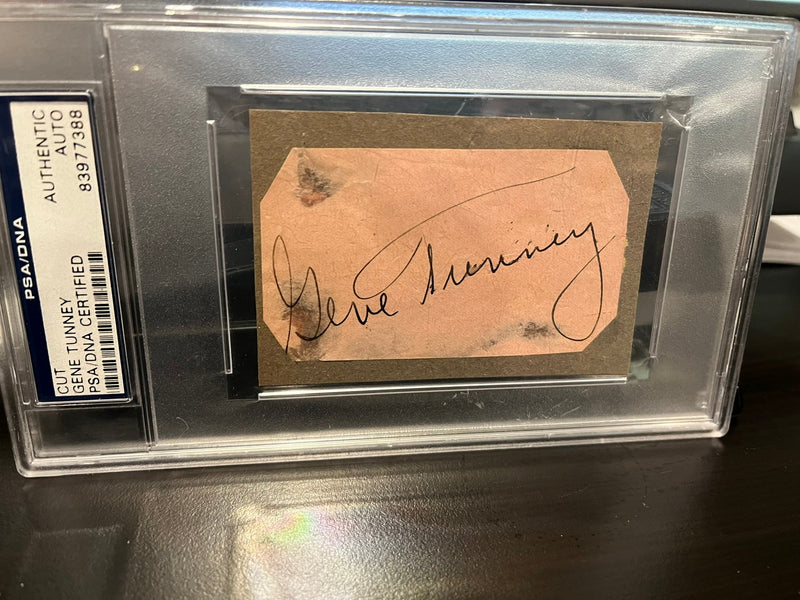 PSA/DNA
CUT
GENE TUNNEY
PSA/DNA CERTIFIED
AUTHENTIC
AUTO
83977388
Gene Tunney